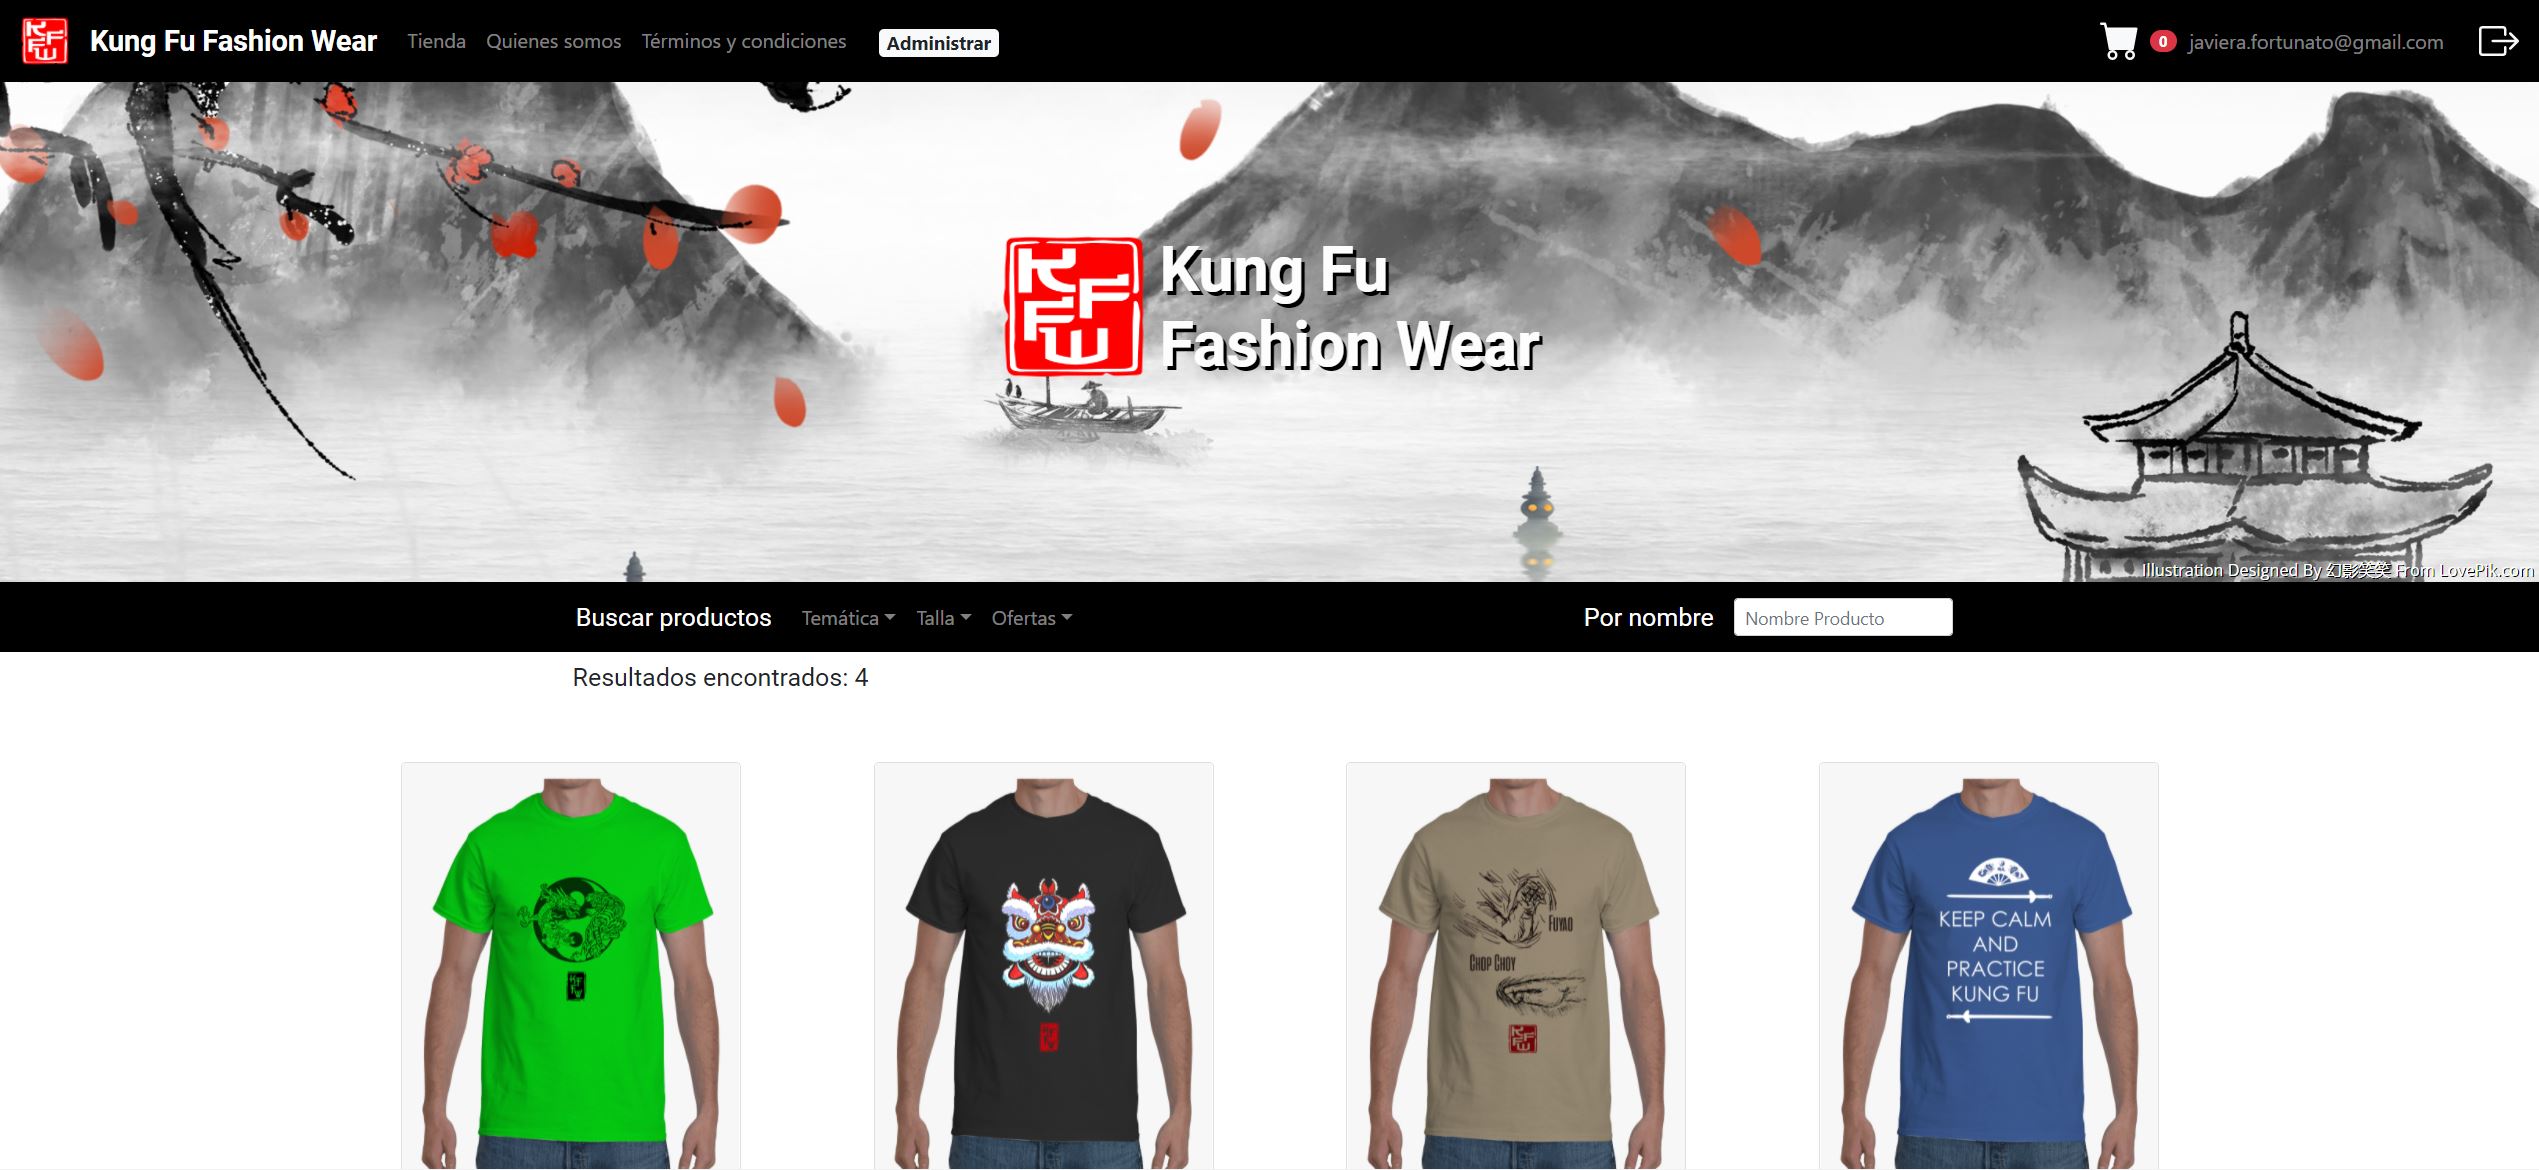 KFFW
Kung Fu Fashion Wear
Tienda
Quienes somos
Términos y condiciones
Administrar
0
javiera.fortunato@gmail.com
KFFW
Kung Fu
Fashion Wear
Illustration Designed By 幻影笑笑 From LovePik.com
Buscar productos
Temática
Talla
Ofertas
Por nombre
Nombre Producto
Resultados encontrados: 4
KFFW
KFFW
FUYAO
CHOP CHOY
KFFW
KEEP CALM
AND
PRACTICE
KUNG FU